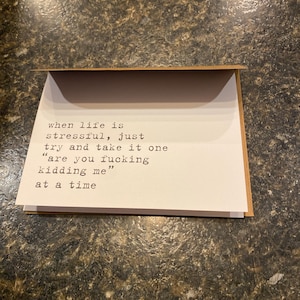 when life is
stressful, just
try and take it one
"are you fucking
kidding me"
at a time